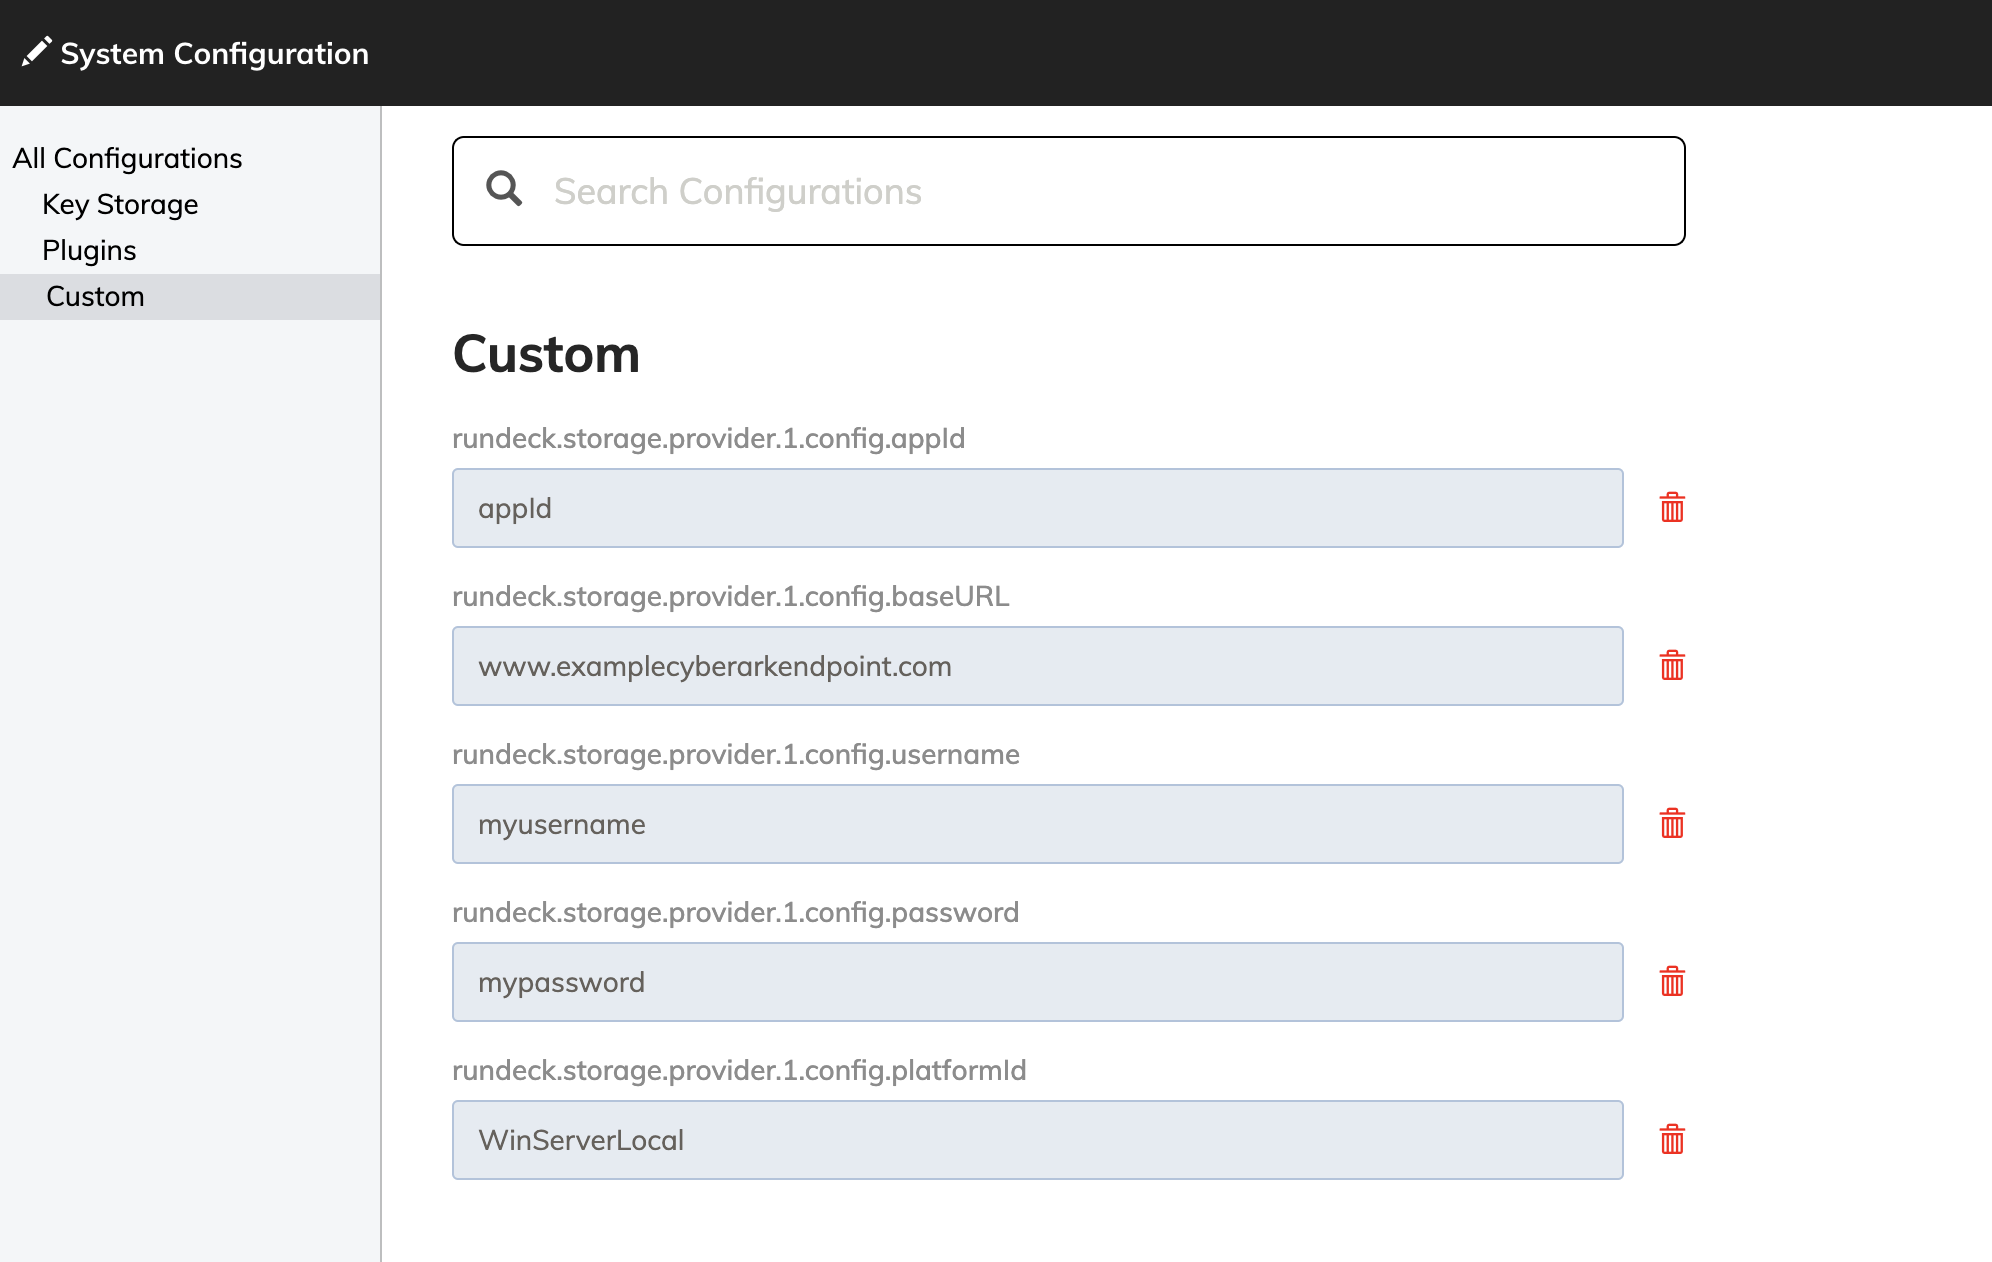 System Configuration
All Configurations
Key Storage
Plugins
Custom
Search Configurations
Custom
rundeck.storage.provider.1.config.appId
appId
rundeck.storage.provider.1.config.baseURL
www.examplecyberarkendpoint.com
rundeck.storage.provider.1.config.username
myusername
rundeck.storage.provider.1.config.password
mypassword
rundeck.storage.provider.1.config.platformId
WinServerLocal